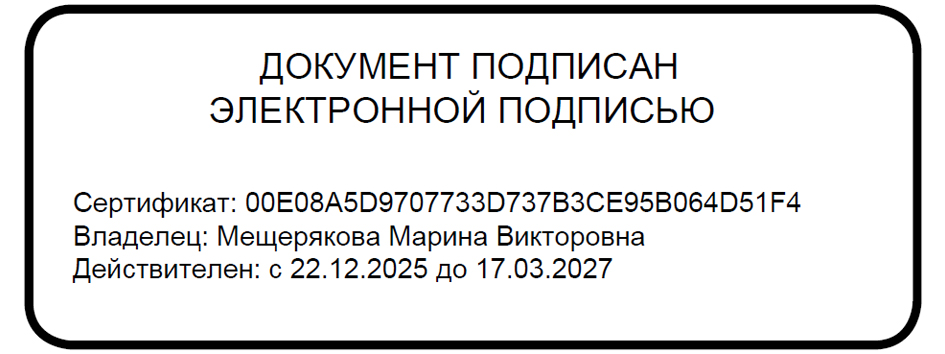 ДОКУМЕНТ ПОДПИСАН
ЭЛЕКТРОННОЙ ПОДПИСЬЮ
Сертификат: 00E08A5D9707733D737B3CE95B064D51F4
Владелец: Мещерякова Марина Викторовна
Действителен: с 22.12.2025 до 17.03.2027